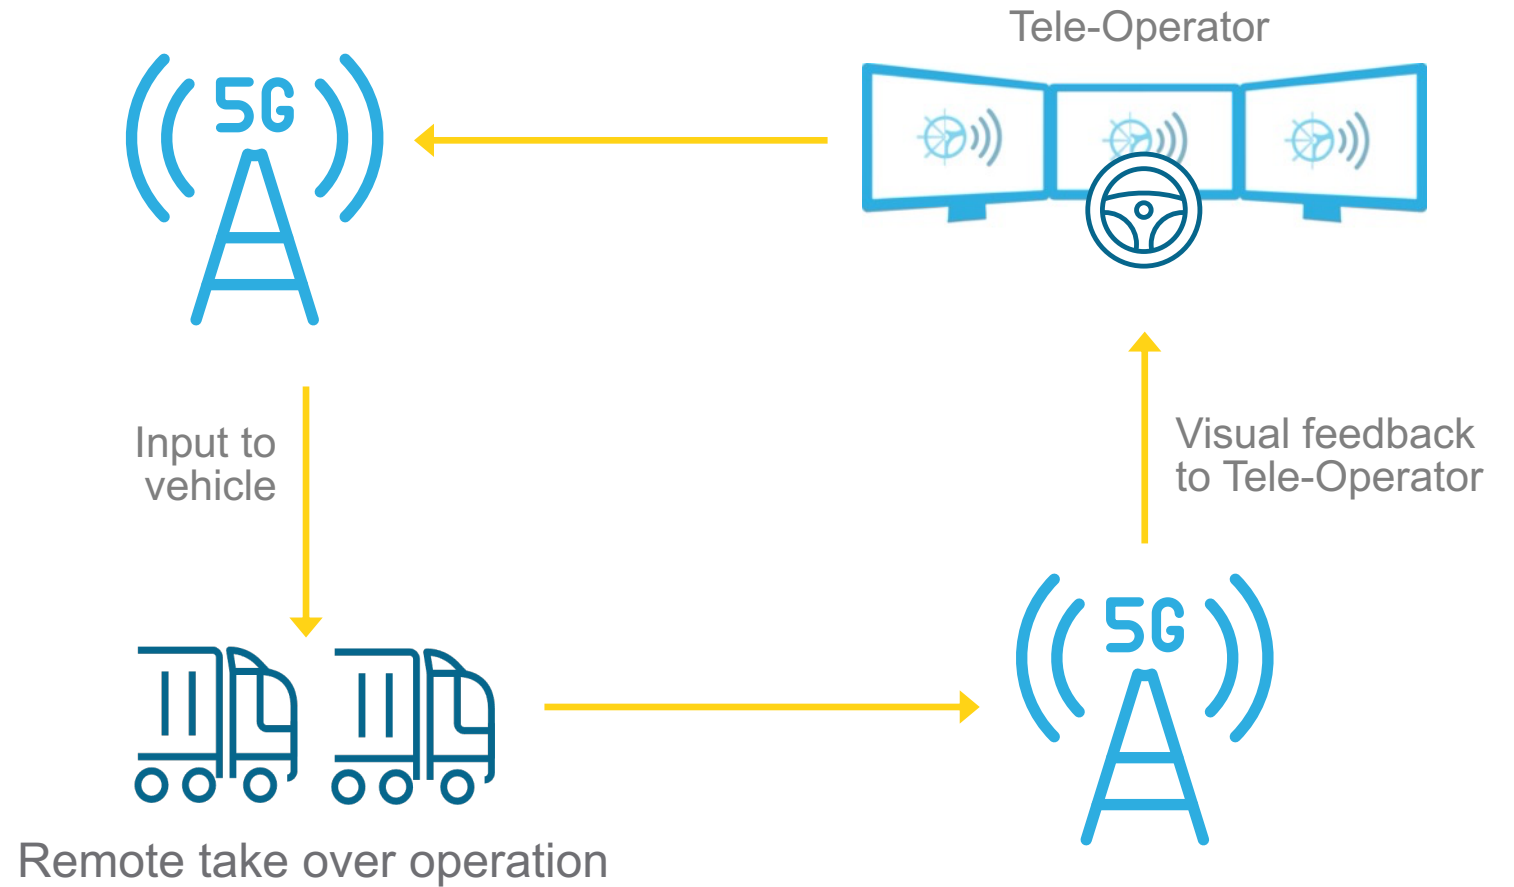 Tele-Operator
5G
Input to
vehicle
Visual feedback
to Tele-Operator
5G
Remote take over operation